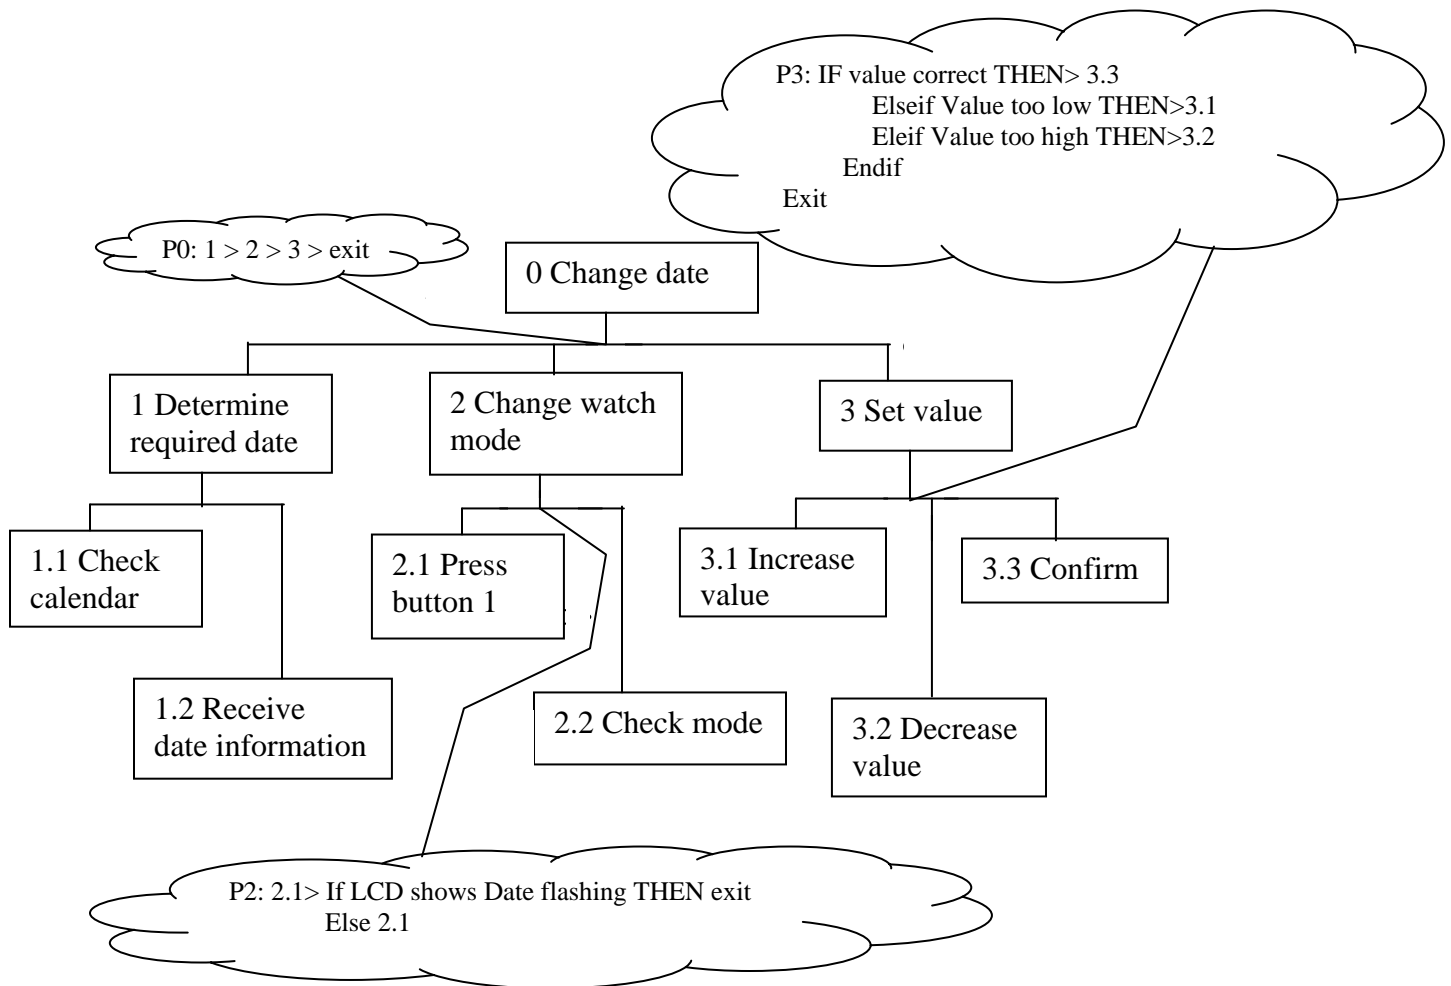 P3: IF value correct THEN> 3.3
Elseif Value too low THEN>3.1
Eleif Value too high THEN>3.2
Endif
Exit
P0: 1 > 2 > 3 > exit
0 Change date
1 Determine
required date
2 Change watch
mode
3 Set value
1.1 Check
calendar
2.1 Press
button 1
3.1 Increase
value
3.3 Confirm
1.2 Receive
date information
2.2 Check mode
3.2 Decrease
value
P2: 2.1> If LCD shows Date flashing THEN exit
Else 2.1